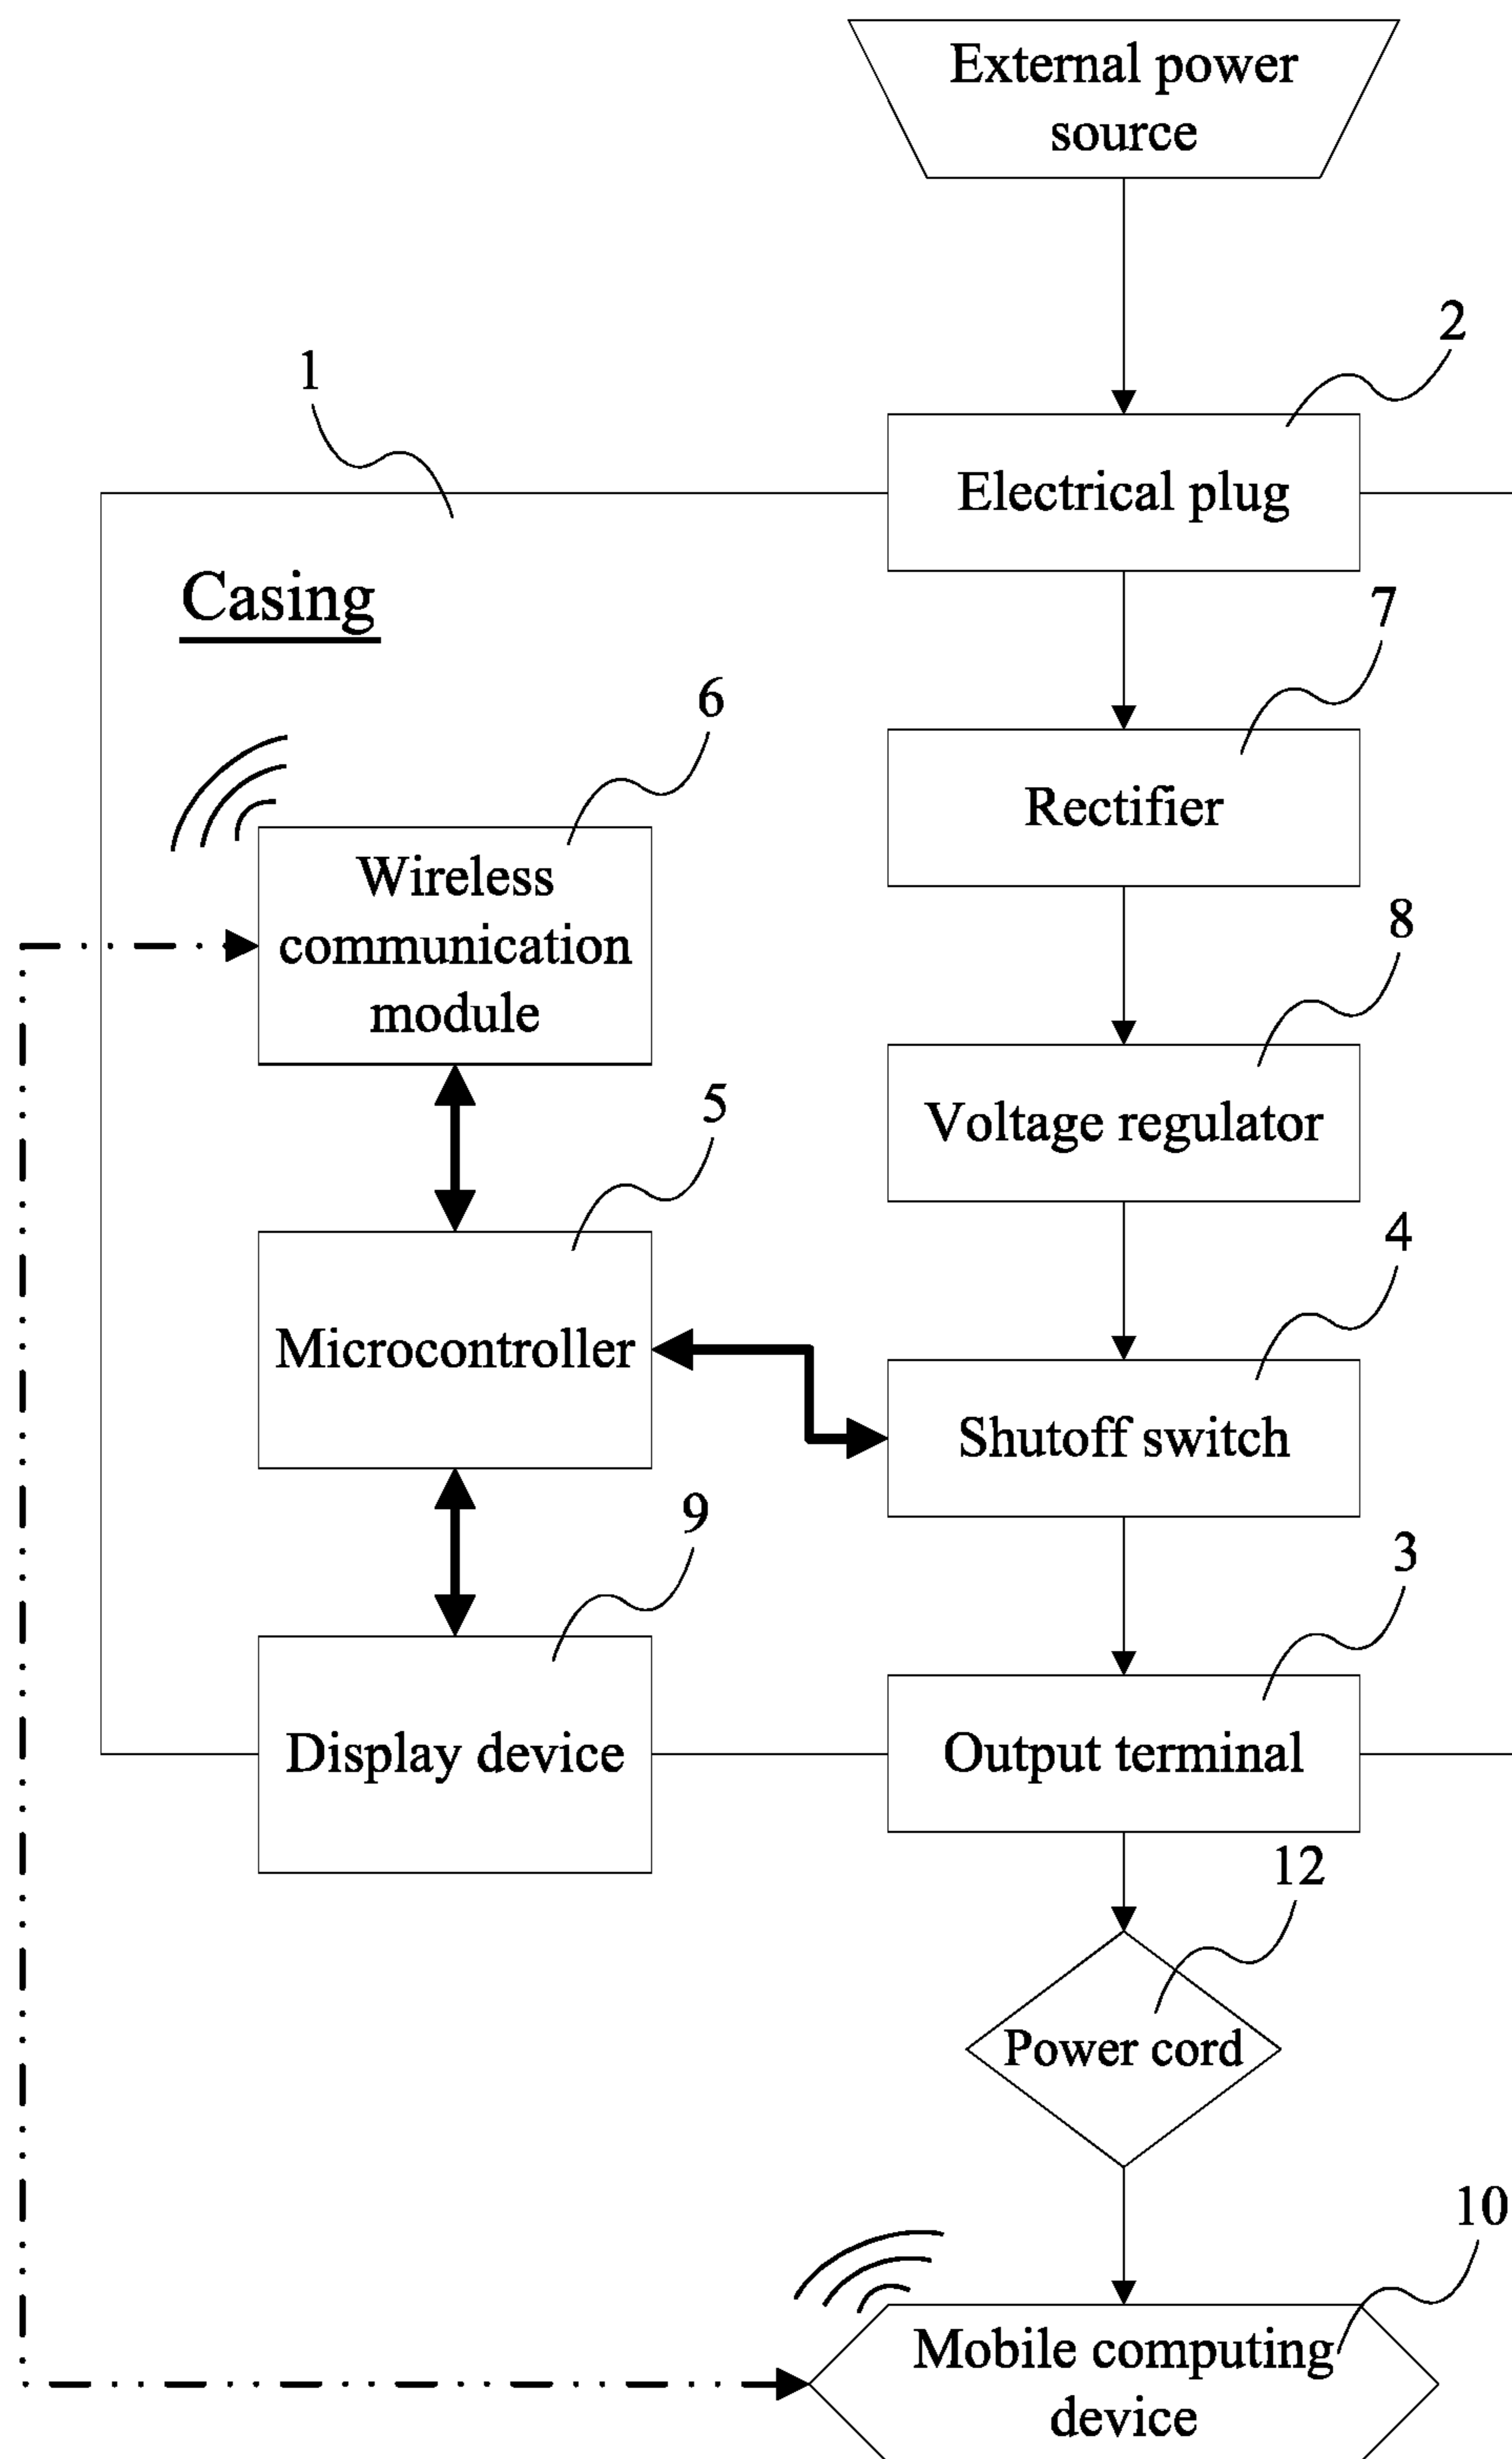 External power
source
2
1
Electrical plug
Casing
7
6
Rectifier
Wireless
communication
module
8
5
Voltage regulator
4
Microcontroller
Shutoff switch
9
3
Display device
Output terminal
12
Power cord
10
Mobile computing
device